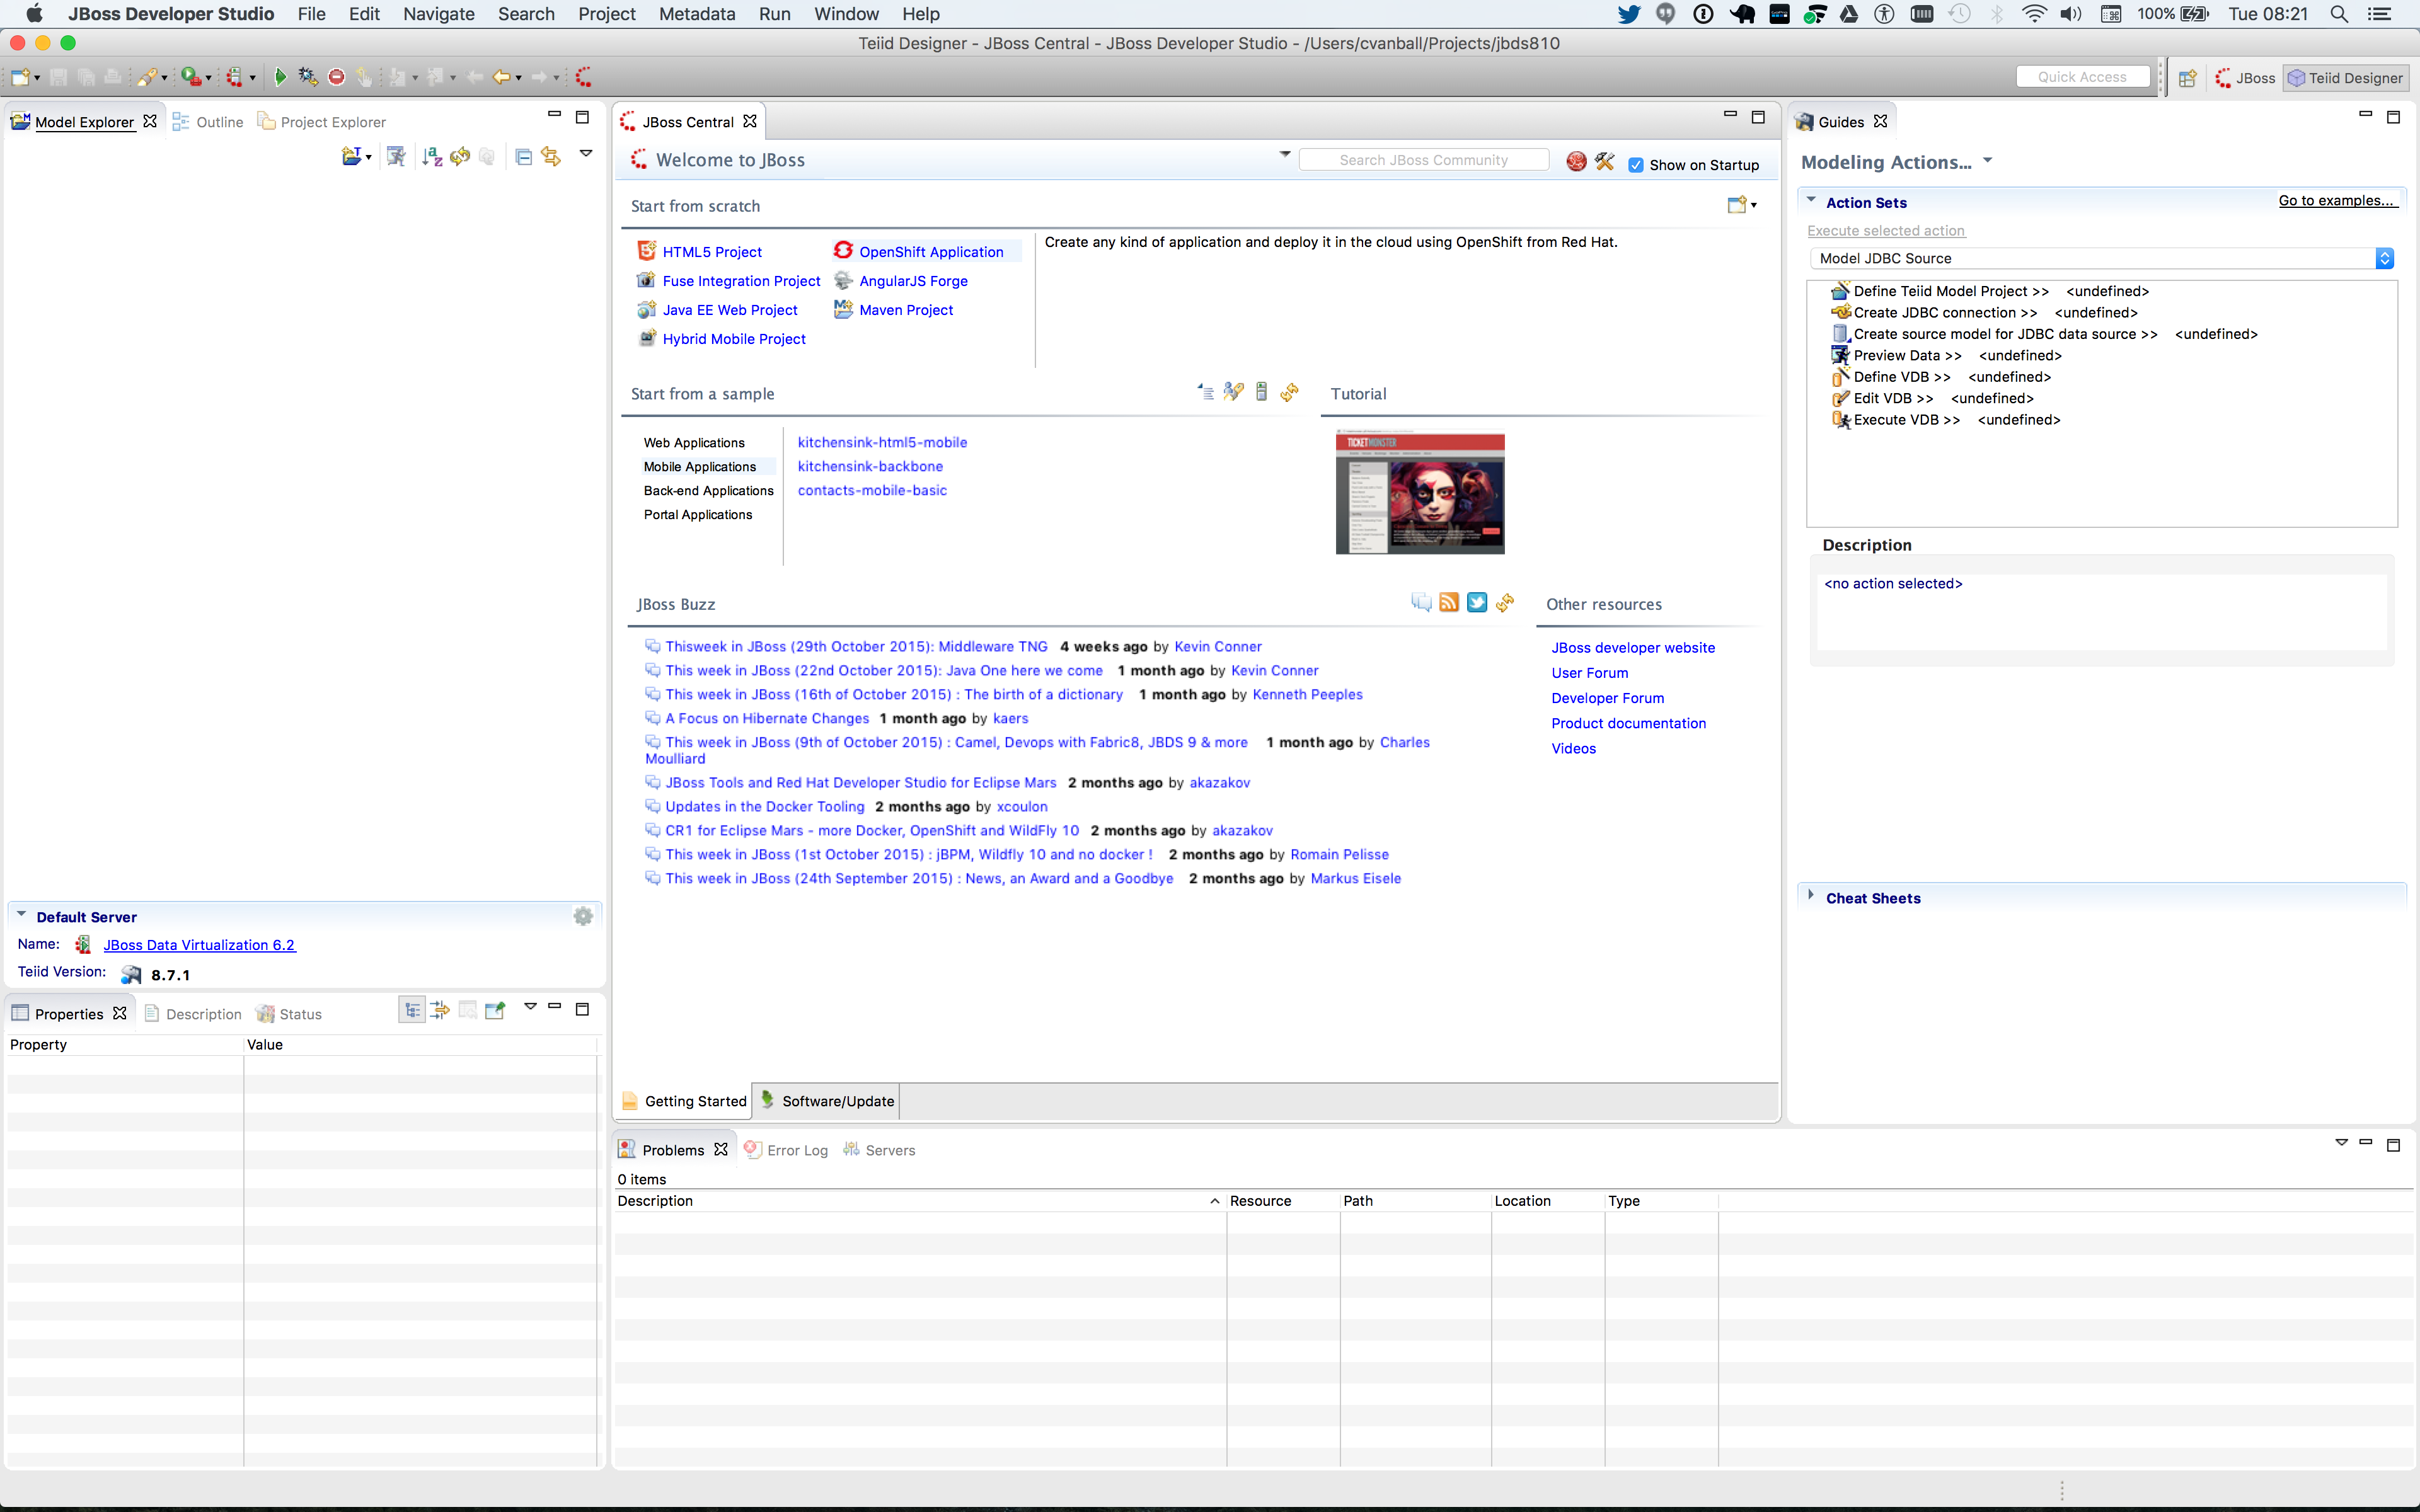 JBoss Developer Studio File Edit Navigate Search Project Metadata Run Window Help 100% Tue 08:21
Teiid Designer - JBoss Central - JBoss Developer Studio - /Users/cvanball/Projects/jbds810
Quick Access JBoss Teiid Designer
Model Explorer Outline Project Explorer
Default Server
Name: JBoss Data Virtualization 6.2
Teiid Version: 8.7.1
Properties Description Status
Property Value
JBoss Central
Welcome to JBoss Search JBoss Community Show on Startup
Start from scratch
HTML5 Project OpenShift Application
Fuse Integration Project AngularJS Forge
Java EE Web Project Maven Project
Hybrid Mobile Project
Create any kind of application and deploy it in the cloud using OpenShift from Red Hat.
Start from a sample
Web Applications
Mobile Applications
Back-end Applications
Portal Applications
kitchensink-html5-mobile
kitchensink-backbone
contacts-mobile-basic
Tutorial
TICKETMONSTER
JBoss Buzz
Thisweek in JBoss (29th October 2015): Middleware TNG 4 weeks ago by Kevin Conner
This week in JBoss (22nd October 2015): Java One here we come 1 month ago by Kevin Conner
This week in JBoss (16th of October 2015) : The birth of a dictionary 1 month ago by Kenneth Peeples
A Focus on Hibernate Changes 1 month ago by kaers
This week in JBoss (9th of October 2015) : Camel, Devops with Fabric8, JBDS 9 & more 1 month ago by Charles
Moulliard
JBoss Tools and Red Hat Developer Studio for Eclipse Mars 2 months ago by akazakov
Updates in the Docker Tooling 2 months ago by xcoulon
CR1 for Eclipse Mars - more Docker, OpenShift and WildFly 10 2 months ago by akazakov
This week in JBoss (1st October 2015) : jBPM, Wildfly 10 and no docker ! 2 months ago by Romain Pelisse
This week in JBoss (24th September 2015) : News, an Award and a Goodbye 2 months ago by Markus Eisele
Other resources
JBoss developer website
User Forum
Developer Forum
Product documentation
Videos
Getting Started Software/Update
Guides
Modeling Actions...
Action Sets Go to examples...
Execute selected action
Model JDBC Source
Define Teiid Model Project >> <undefined>
Create JDBC connection >> <undefined>
Create source model for JDBC data source >> <undefined>
Preview Data >> <undefined>
Define VDB >> <undefined>
Edit VDB >> <undefined>
Execute VDB >> <undefined>
Description
<no action selected>
Cheat Sheets
Problems Error Log Servers
0 items
Description Resource Path Location Type